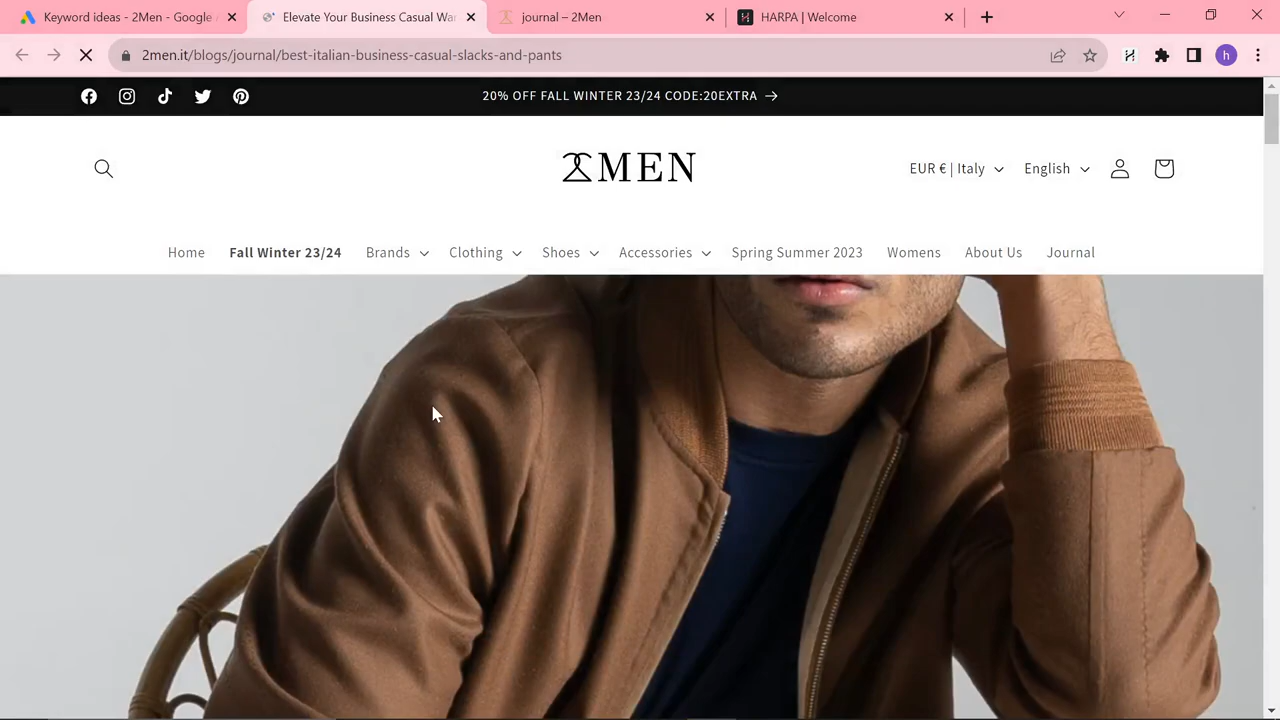 Keyword ideas - 2Men - Google
Elevate Your Business Casual War
journal – 2Men
HARPA | Welcome
2men.it/blogs/journal/best-italian-business-casual-slacks-and-pants
h
20% OFF FALL WINTER 23/24 CODE:20EXTRA →
2MEN
EUR € | Italy
English
Home Fall Winter 23/24 Brands Clothing Shoes Accessories Spring Summer 2023 Womens About Us Journal